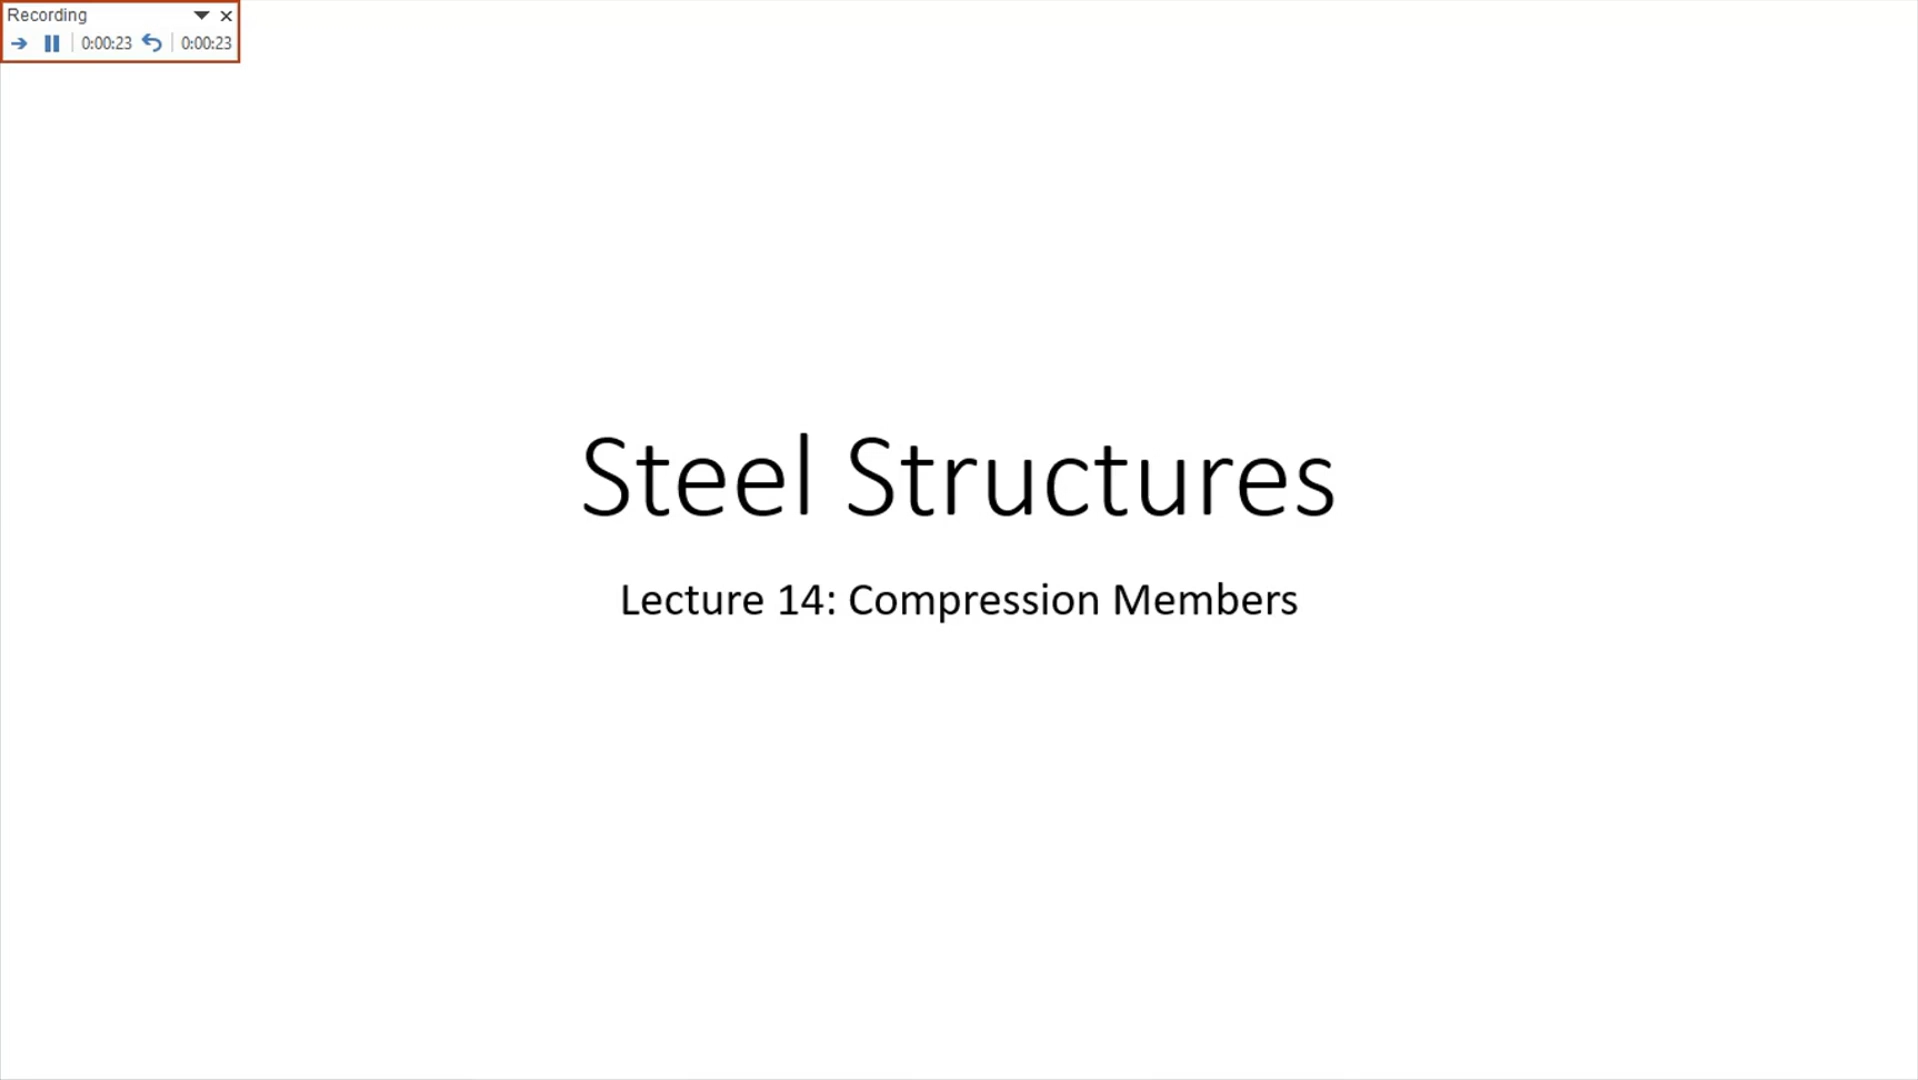 Recording
0:00:23 0:00:23
Steel Structures
Lecture 14: Compression Members